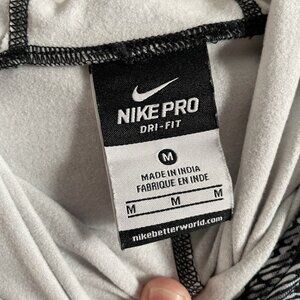 NIKE PRO
DRI-FIT
M
MADE IN INDIA
FABRIQUE EN INDE
M M M
nikebetterworld.com